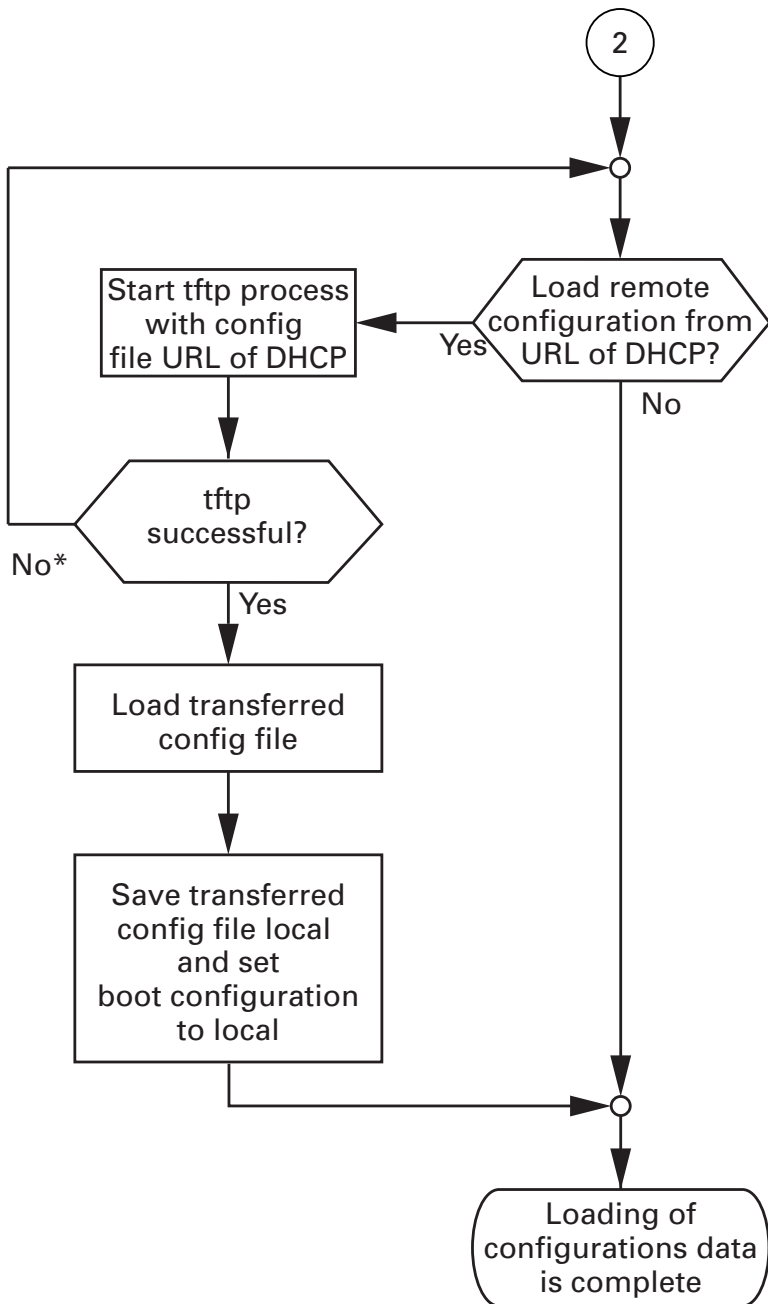 2
Load remote
configuration from
URL of DHCP?
Yes
No
Start tftp process
with config
file URL of DHCP
tftp
successful?
No*
Yes
Load transferred
config file
Save transferred
config file local
and set
boot configuration
to local
Loading of
configurations data
is complete